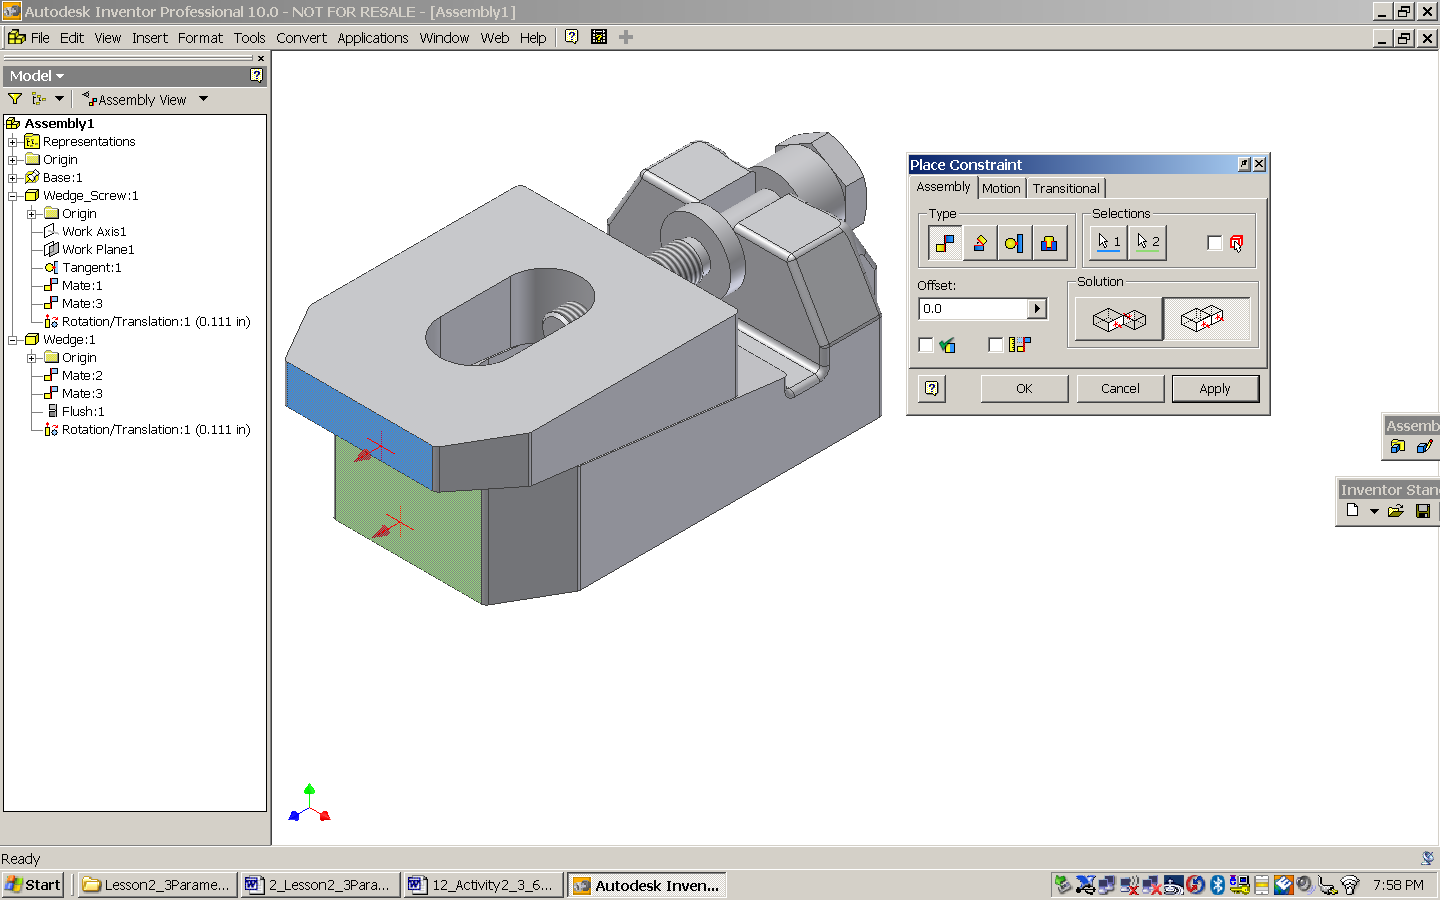 Autodesk Inventor Professional 10.0 - NOT FOR RESALE - [Assembly1]
File Edit View Insert Format Tools Convert Applications Window Web Help
Model
Assembly View
Assembly1
Representations
Origin
Base:1
Wedge_Screw:1
Origin
Work Axis1
Work Plane1
Tangent:1
Mate:1
Mate:3
Rotation/Translation:1 (0.111 in)
Wedge:1
Origin
Mate:2
Mate:3
Flush:1
Rotation/Translation:1 (0.111 in)
Place Constraint
Assembly Motion Transitional
Type
Selections
1 2
Offset:
Solution
0.0
OK Cancel Apply
Assemb
Inventor Stan
Ready
Start Lesson2_3Parame... 2_Lesson2_3Para... 12_Activity2_3_6... Autodesk Inven... 7:58 PM